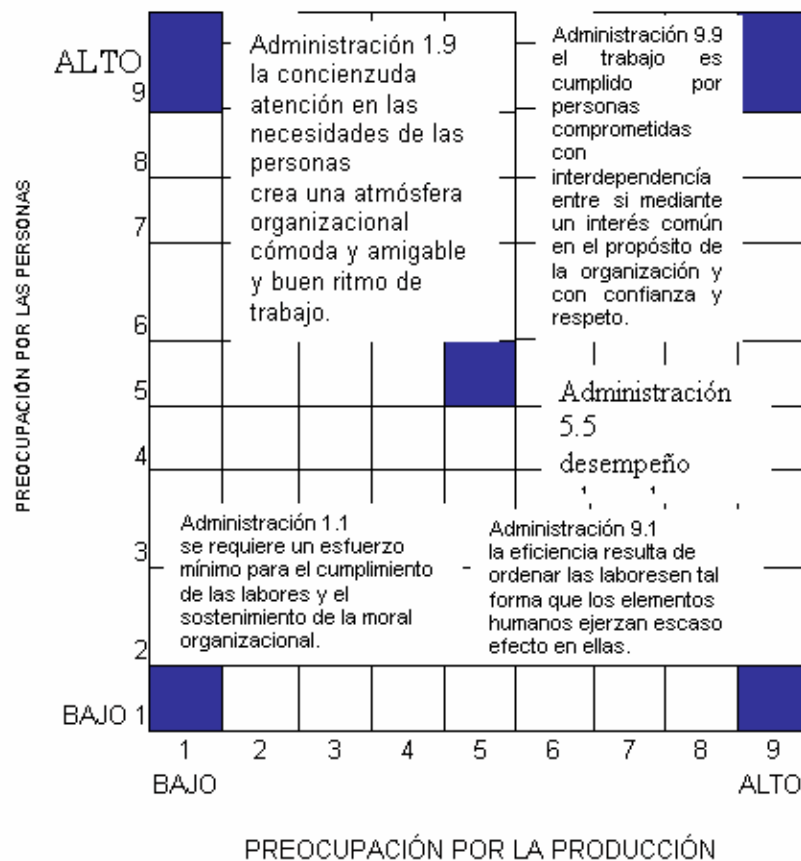 ALTO
9
8
7
6
5
4
3
2
BAJO 1
PREOCUPACIÓN POR LAS PERSONAS
Administración 1.9
la concienzuda
atención en las
necesidades de las
personas
crea una atmósfera
organizacional
cómoda y amigable
y buen ritmo de
trabajo.
Administración 9.9
el trabajo es
cumplido por
personas
comprometidas
con
interdependencía
entre si mediante
un interés común
en el propósito de
la organización y
con confianza y
respeto.
Administración
5.5
desempeño
Administración 1.1
se requiere un esfuerzo
mínimo para el cumplimiento
de las labores y el
sostenimiento de la moral
organizacional.
Administración 9.1
la eficiencia resulta de
ordenar las laboresen tal
forma que los elementos
humanos ejerzan escaso
efecto en ellas.
1 2 3 4 5 6 7 8 9
BAJO ALTO
PREOCUPACIÓN POR LA PRODUCCIÓN